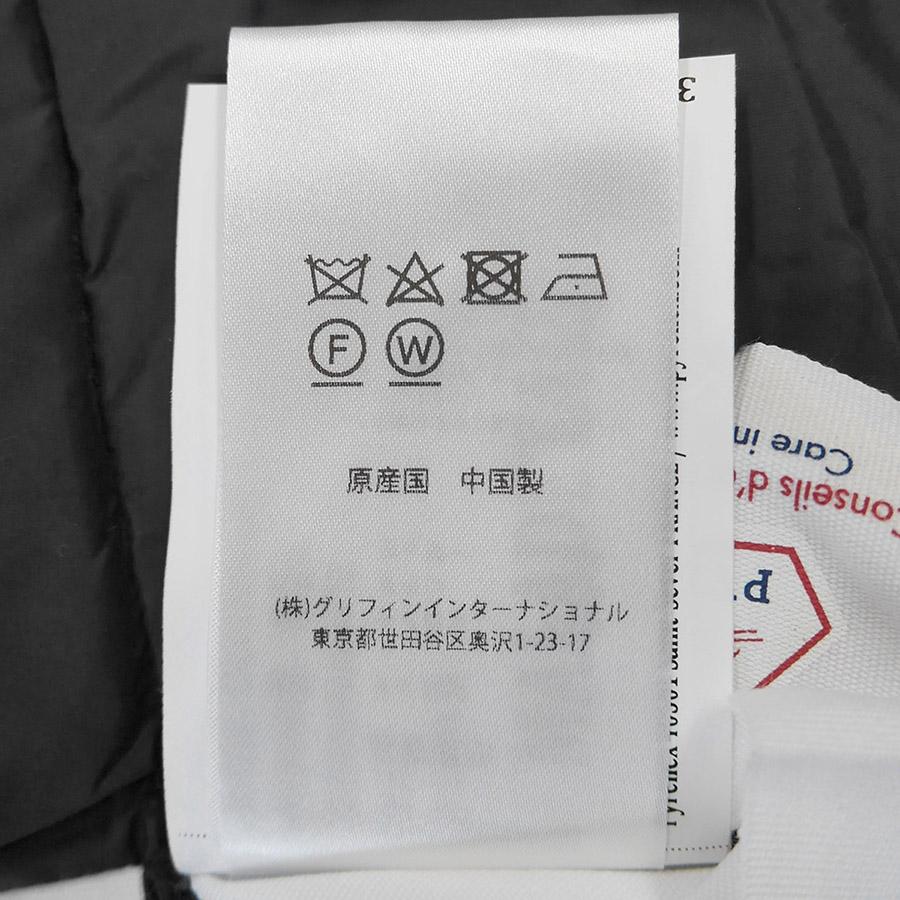 F W
原産国 中国製
(株)グリフィンインターナショナル
東京都世田谷区奥沢1-23-17
3
Conseils d'
Care in